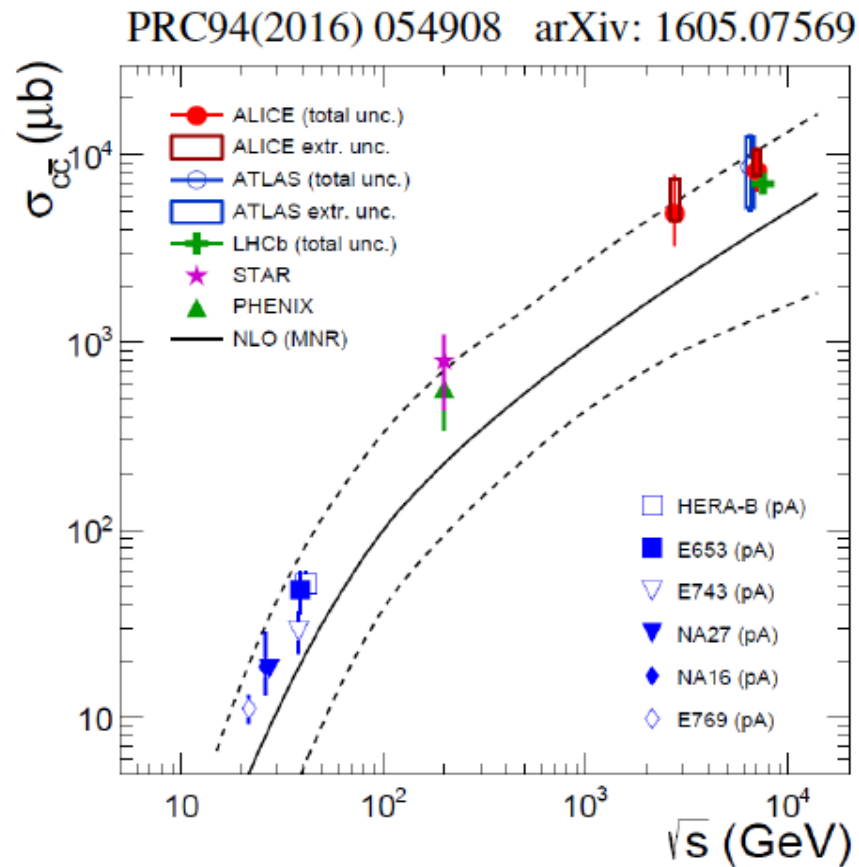 PRC94(2016) 054908 arXiv: 1605.07569
σcc̅ (μb)
ALICE (total unc.)
ALICE extr. unc.
ATLAS (total unc.)
ATLAS extr. unc.
LHCb (total unc.)
STAR
PHENIX
NLO (MNR)
10⁴
10³
10²
10
HERA-B (pA)
E653 (pA)
E743 (pA)
NA27 (pA)
NA16 (pA)
E769 (pA)
10 10² 10³ 10⁴
√s (GeV)